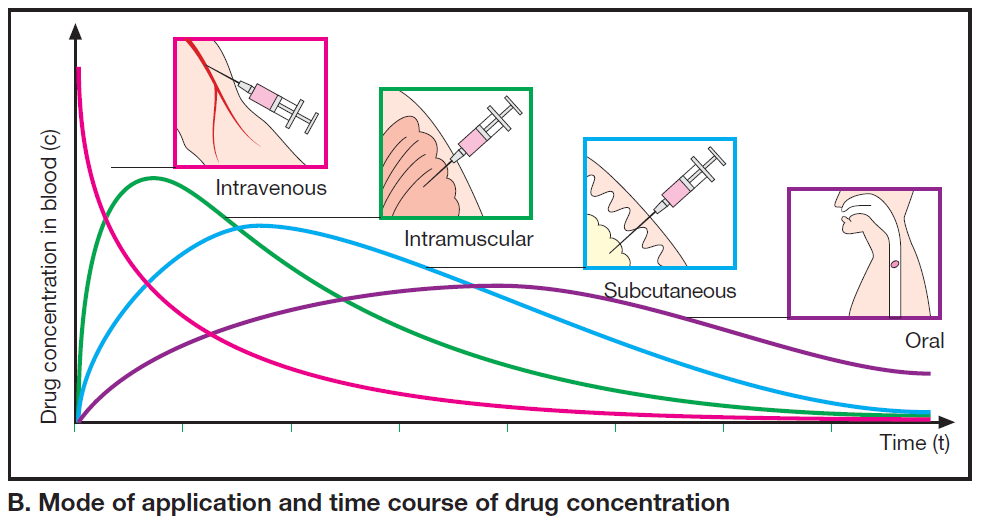 Drug concentration in blood (c)
Intravenous
Intramuscular
Subcutaneous
Oral
Time (t)
B. Mode of application and time course of drug concentration